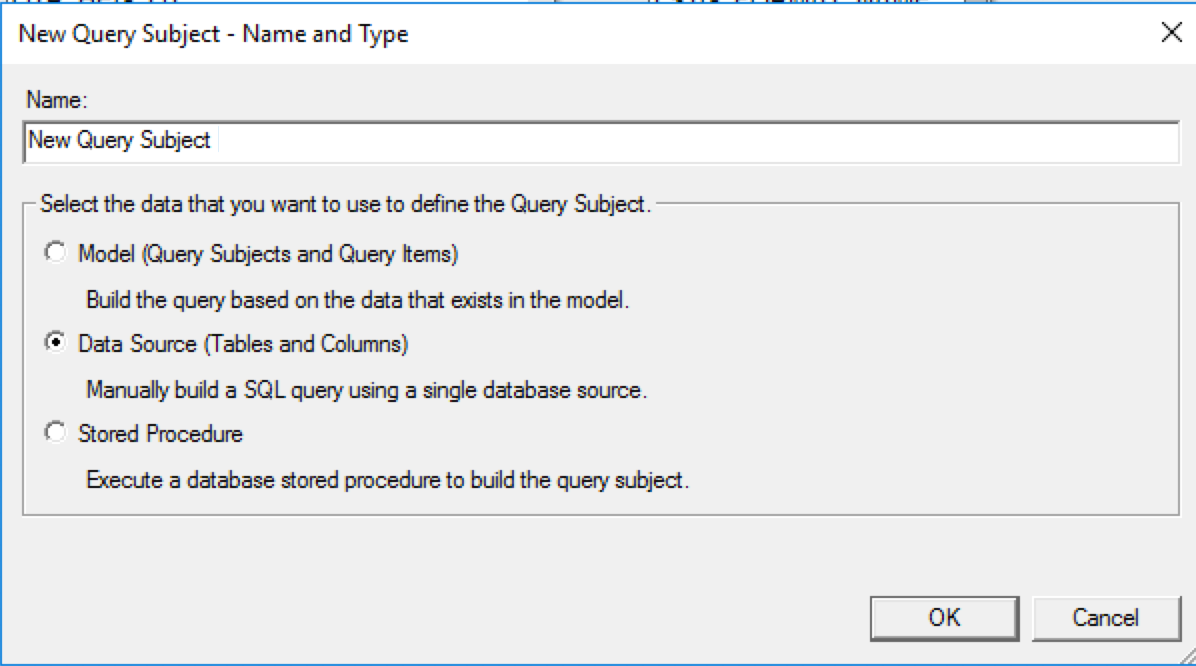 New Query Subject - Name and Type
Name:
New Query Subject
Select the data that you want to use to define the Query Subject.
Model (Query Subjects and Query Items)
Build the query based on the data that exists in the model.
Data Source (Tables and Columns)
Manually build a SQL query using a single database source.
Stored Procedure
Execute a database stored procedure to build the query subject.
OK
Cancel